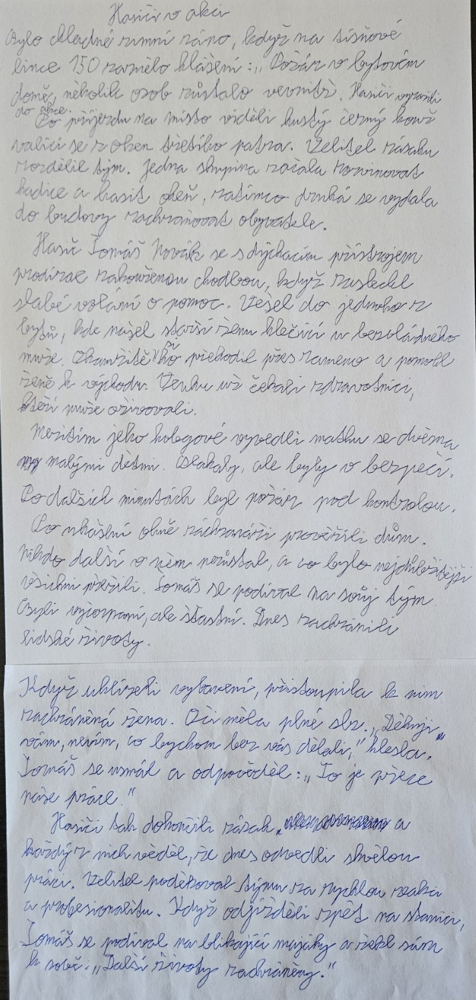 Hasiči v akci
Bylo chladné zimní ráno, když na tísňové
lince 150 zaznělo hlášení: „Požár v bytovém
domě, několik osob zůstalo uvnitř. Hasiči vyrazili
do akce.
Po příjezdu na místo viděli hustý černý kouř
valící se z oken třetího patra. Velitel zásahu
rozdělil tým. Jedna skupina začala rozvinovat
hadice a hasit oheň, zatímco druhá se vydala
do budovy zachraňovat obyvatele.
Hasič Tomáš Novák se s dýchacím přístrojem
prodíral zakouřenou chodbou, když zaslechl
slabé volání o pomoc. Vešel do jednoho z
bytů, kde našel starší ženu klečící u bezvládného
muže. Okamžitě si ho přehodil přes rameno a pomohl
ženě k východu. Venku už čekali zdravotníci,
kteří muže oživovali.
Mezitím jeho kolegové vyvedli matku se dvěma
malými dětmi. Plakaly, ale byly v bezpečí.
Po dalších minutách byl požár pod kontrolou.
Po uhašení ohně záchranáři prověřili dům.
Nikdo další v něm nezůstal, a co bylo nejdůležitější
všichni přežili. Tomáš se podíval na svůj tým.
Byli vyčerpaní, ale šťastní. Dnes zachránili
lidské životy.
Když uklízeli vybavení, přistoupila k nim
zachráněná žena. Oči měla plné slz. „Děkuji
vám, nevím, co bychom bez vás dělali,“ hlesla.
Tomáš se usmál a odpověděl: „To je přece
naše práce.“
Hasiči tak dokončili zásah a
každý z nich věděl, že dnes odvedli skvělou
práci. Velitel poděkoval týmu za rychlou reakci
a profesionalitu. Když odjížděli zpět na stanici,
Tomáš se podíval na blikající majáky a řekl sám
k sobě: „Další životy zachráněny.“